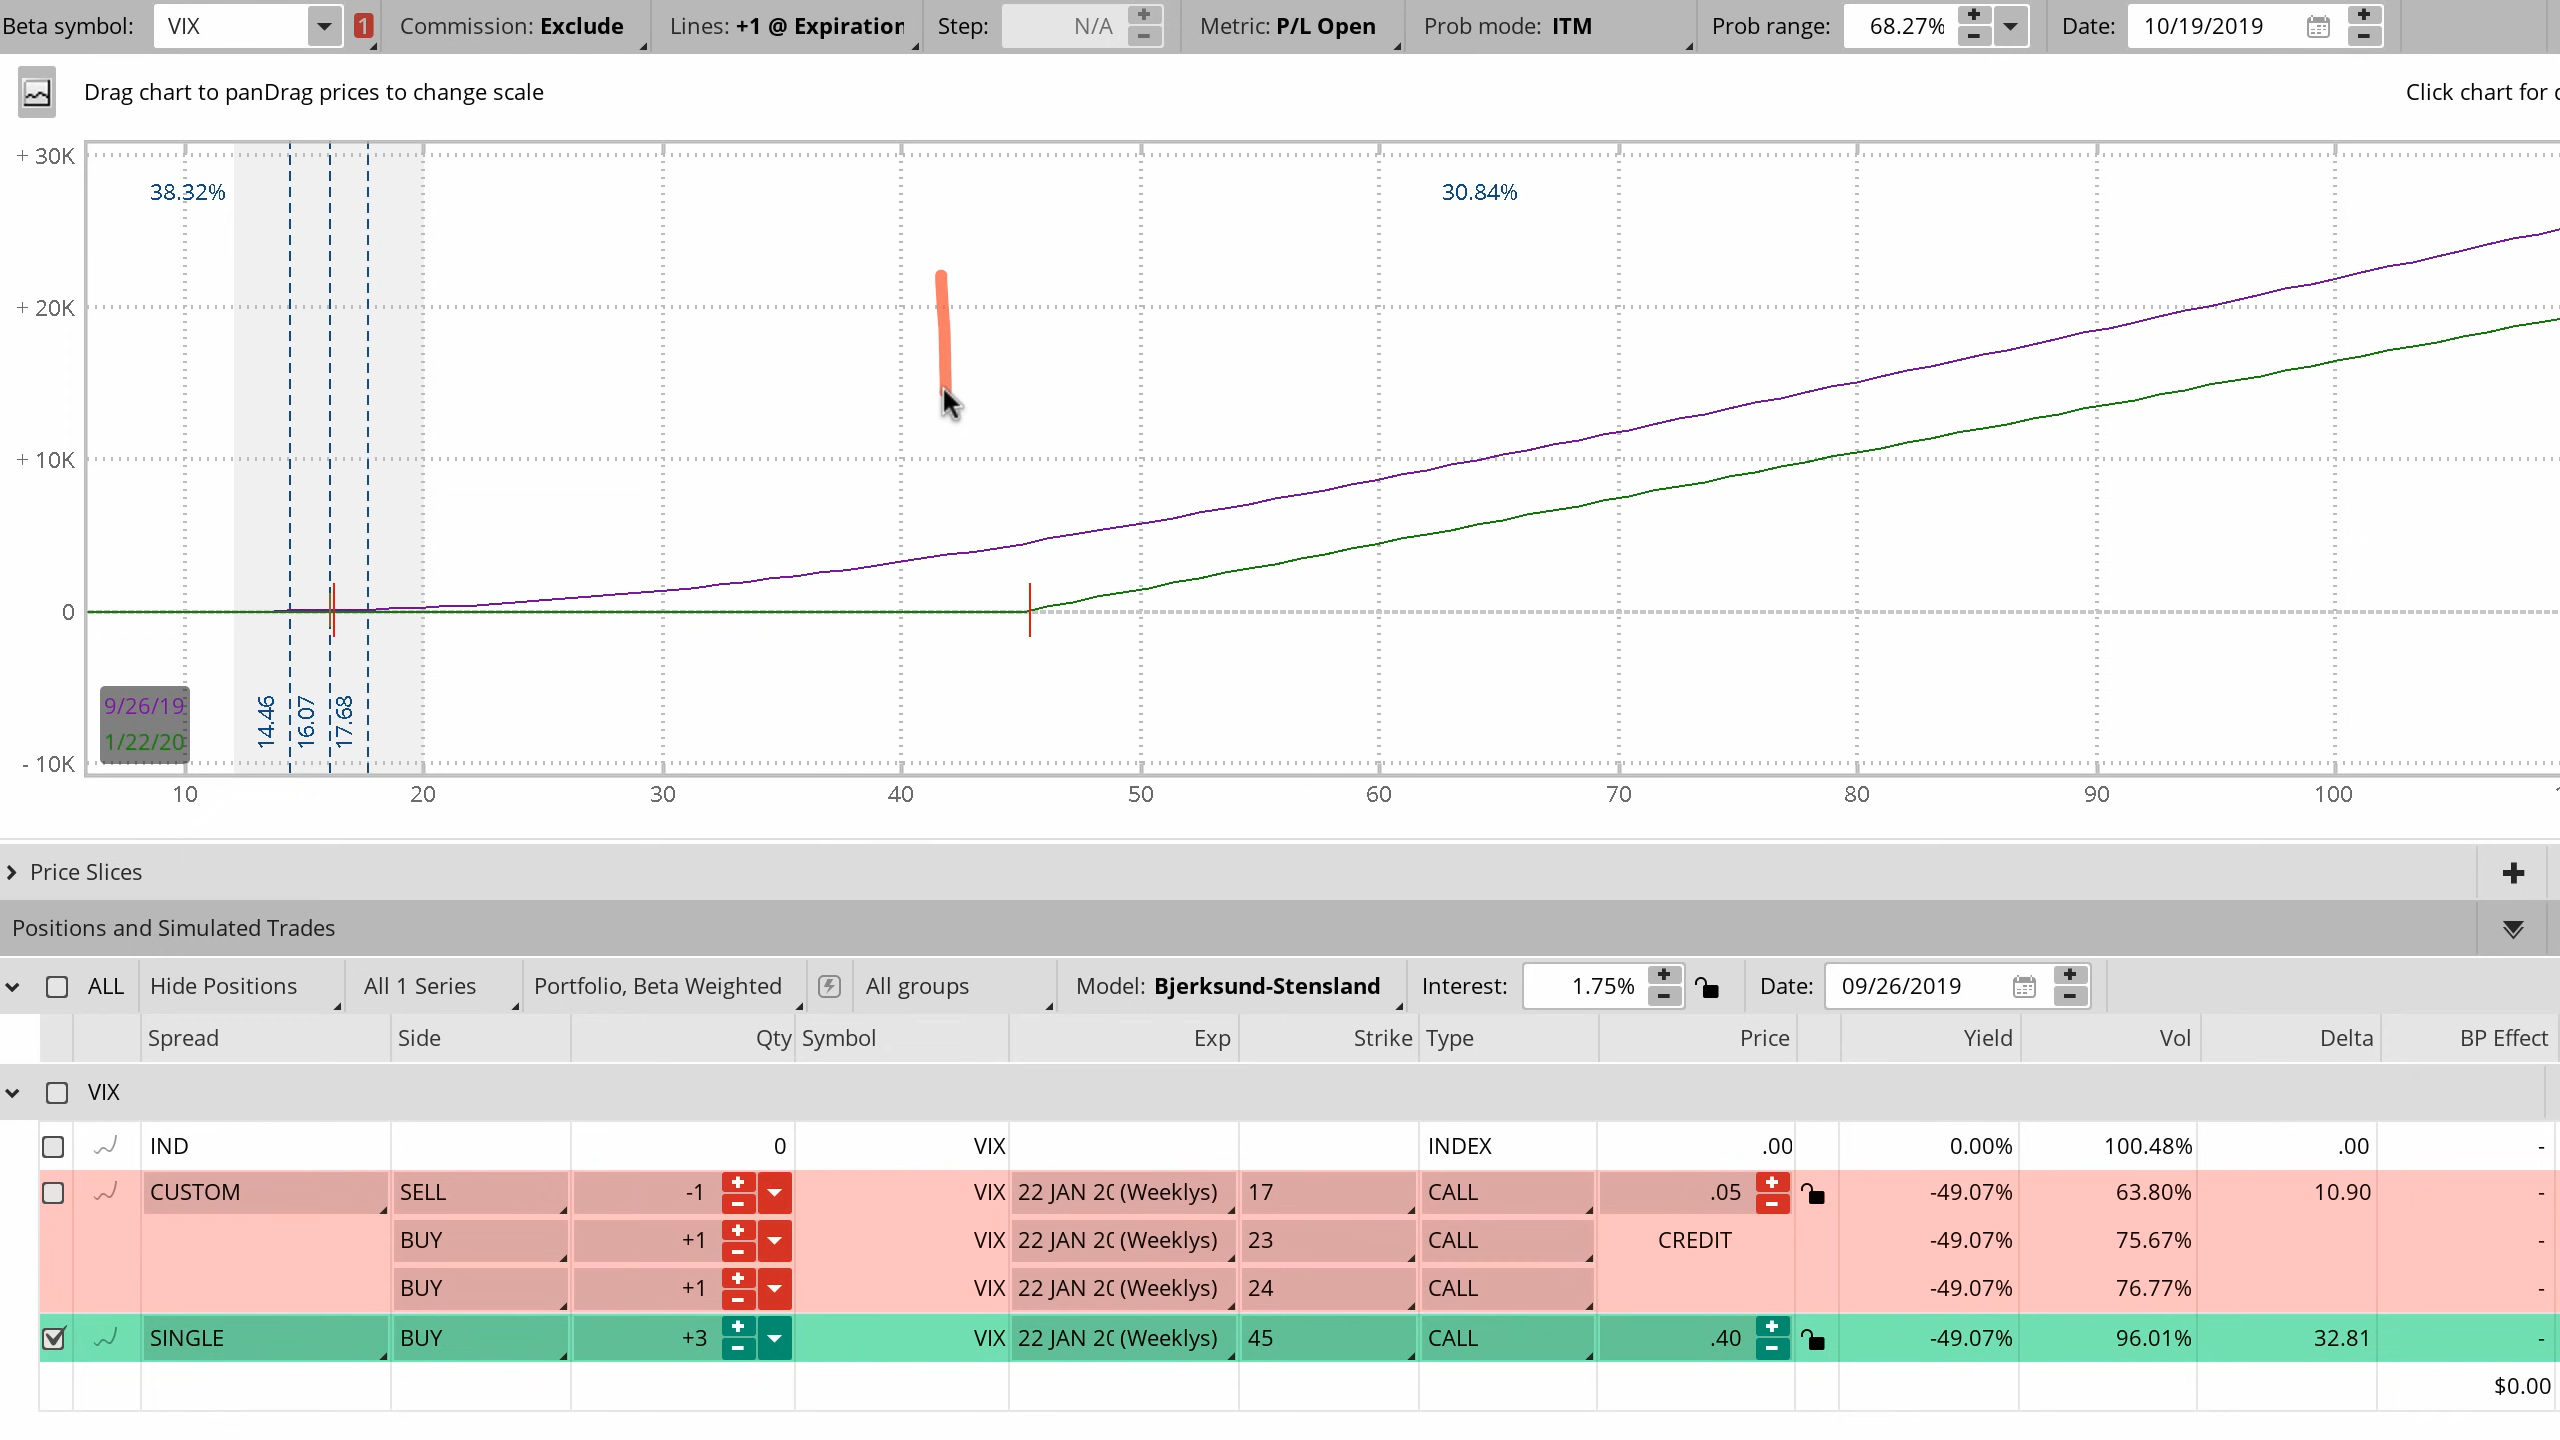 Beta symbol: VIX 1 Commission: Exclude Lines: +1 @ Expiration Step: N/A Metric: P/L Open Prob mode: ITM Prob range: 68.27% Date: 10/19/2019
Drag chart to panDrag prices to change scale Click chart for
+ 30K
38.32% 30.84%
+ 20K
+ 10K
0
9/26/19
1/22/20
14.46 16.07 17.68
- 10K
10 20 30 40 50 60 70 80 90 100
Price Slices
Positions and Simulated Trades
ALL Hide Positions All 1 Series Portfolio, Beta Weighted All groups Model: Bjerksund-Stensland Interest: 1.75% Date: 09/26/2019
Spread Side Qty Symbol Exp Strike Type Price Yield Vol Delta BP Effect
VIX
IND 0 VIX INDEX .00 0.00% 100.48% .00 -
CUSTOM SELL -1 VIX 22 JAN 20 (Weeklys) 17 CALL .05 -49.07% 63.80% 10.90 -
BUY +1 VIX 22 JAN 20 (Weeklys) 23 CALL CREDIT -49.07% 75.67% -
BUY +1 VIX 22 JAN 20 (Weeklys) 24 CALL -49.07% 76.77% -
SINGLE BUY +3 VIX 22 JAN 20 (Weeklys) 45 CALL .40 -49.07% 96.01% 32.81 -
$0.00